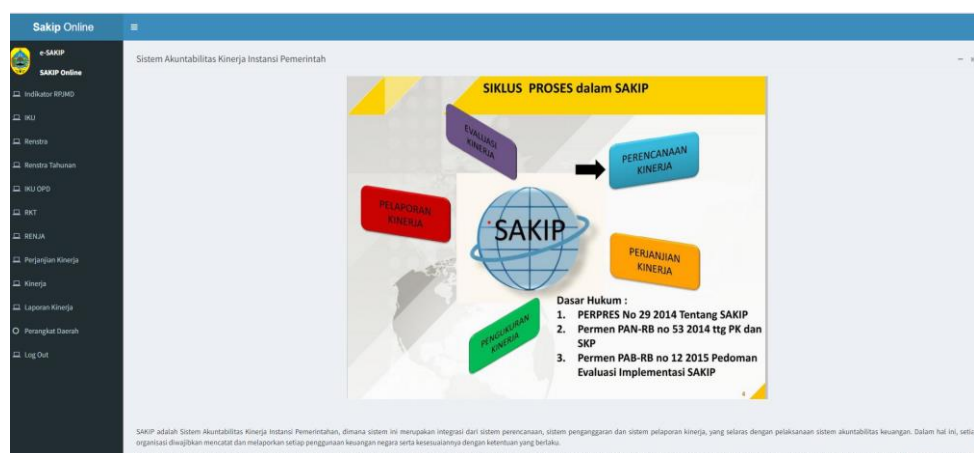 Sakip Online
e-SAKIP
SAKIP Online
Indikator RPJMD
IKU
Renstra
Renstra Tahunan
IKU OPD
RKT
RENJA
Perjanjian Kinerja
Kinerja
Laporan Kinerja
Perangkat Daerah
Log Out
Sistem Akuntabilitas Kinerja Instansi Pemerintah
SIKLUS PROSES dalam SAKIP
EVALUASI
KINERJA
PERENCANAAN
KINERJA
PELAPORAN
KINERJA
SAKIP
PERJANJIAN
KINERJA
PENGUKURAN
KINERJA
Dasar Hukum :
1. PERPRES No 29 2014 Tentang SAKIP
2. Permen PAN-RB no 53 2014 ttg PK dan
SKP
3. Permen PAB-RB no 12 2015 Pedoman
Evaluasi Implementasi SAKIP
SAKIP adalah Sistem Akuntabilitas Kinerja Instansi Pemerintahan, dimana sistem ini merupakan integrasi dari sistem perencanaan, sistem penganggaran dan sistem pelaporan kinerja, yang selaras dengan pelaksanaan sistem akuntabilitas keuangan. Dalam hal ini, setia
organisasi diwajibkan mencatat dan melaporkan setiap penggunaan keuangan negara serta kesesuaiannya dengan ketentuan yang berlaku.